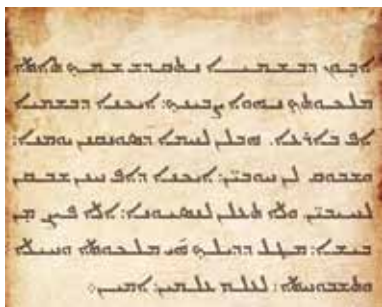 ܐܒܘܢ ܕܒܫܡܝܐ ܢܬܩܕܫ ܫܡܟ ܬܐܬܐ
ܡܠܟܘܬܟ ܢܗܘܐ ܨܒܝܢܟ: ܐܝܟܢܐ ܕܒܫܡܝܐ
ܐܦ ܒܐܪܥܐ. ܗܒ ܠܢ ܠܚܡܐ ܕܣܘܢܩܢܢ ܝܘܡܢܐ:
ܘܫܒܘܩ ܠܢ ܚܘܒܝܢ: ܐܝܟܢܐ ܕܐܦ ܚܢܢ ܫܒܩܢ
ܠܚܝܒܝܢ: ܘܠܐ ܬܥܠܢ ܠܢܣܝܘܢܐ: ܐܠܐ ܦܨܢ ܡܢ
ܒܝܫܐ: ܡܛܠ ܕܕܝܠܟ ܗܝ ܡܠܟܘܬܐ ܘܚܝܠܐ
ܘܬܫܒܘܚܬܐ: ܠܥܠܡ ܥܠܡܝܢ: ܐܡܝܢ܀